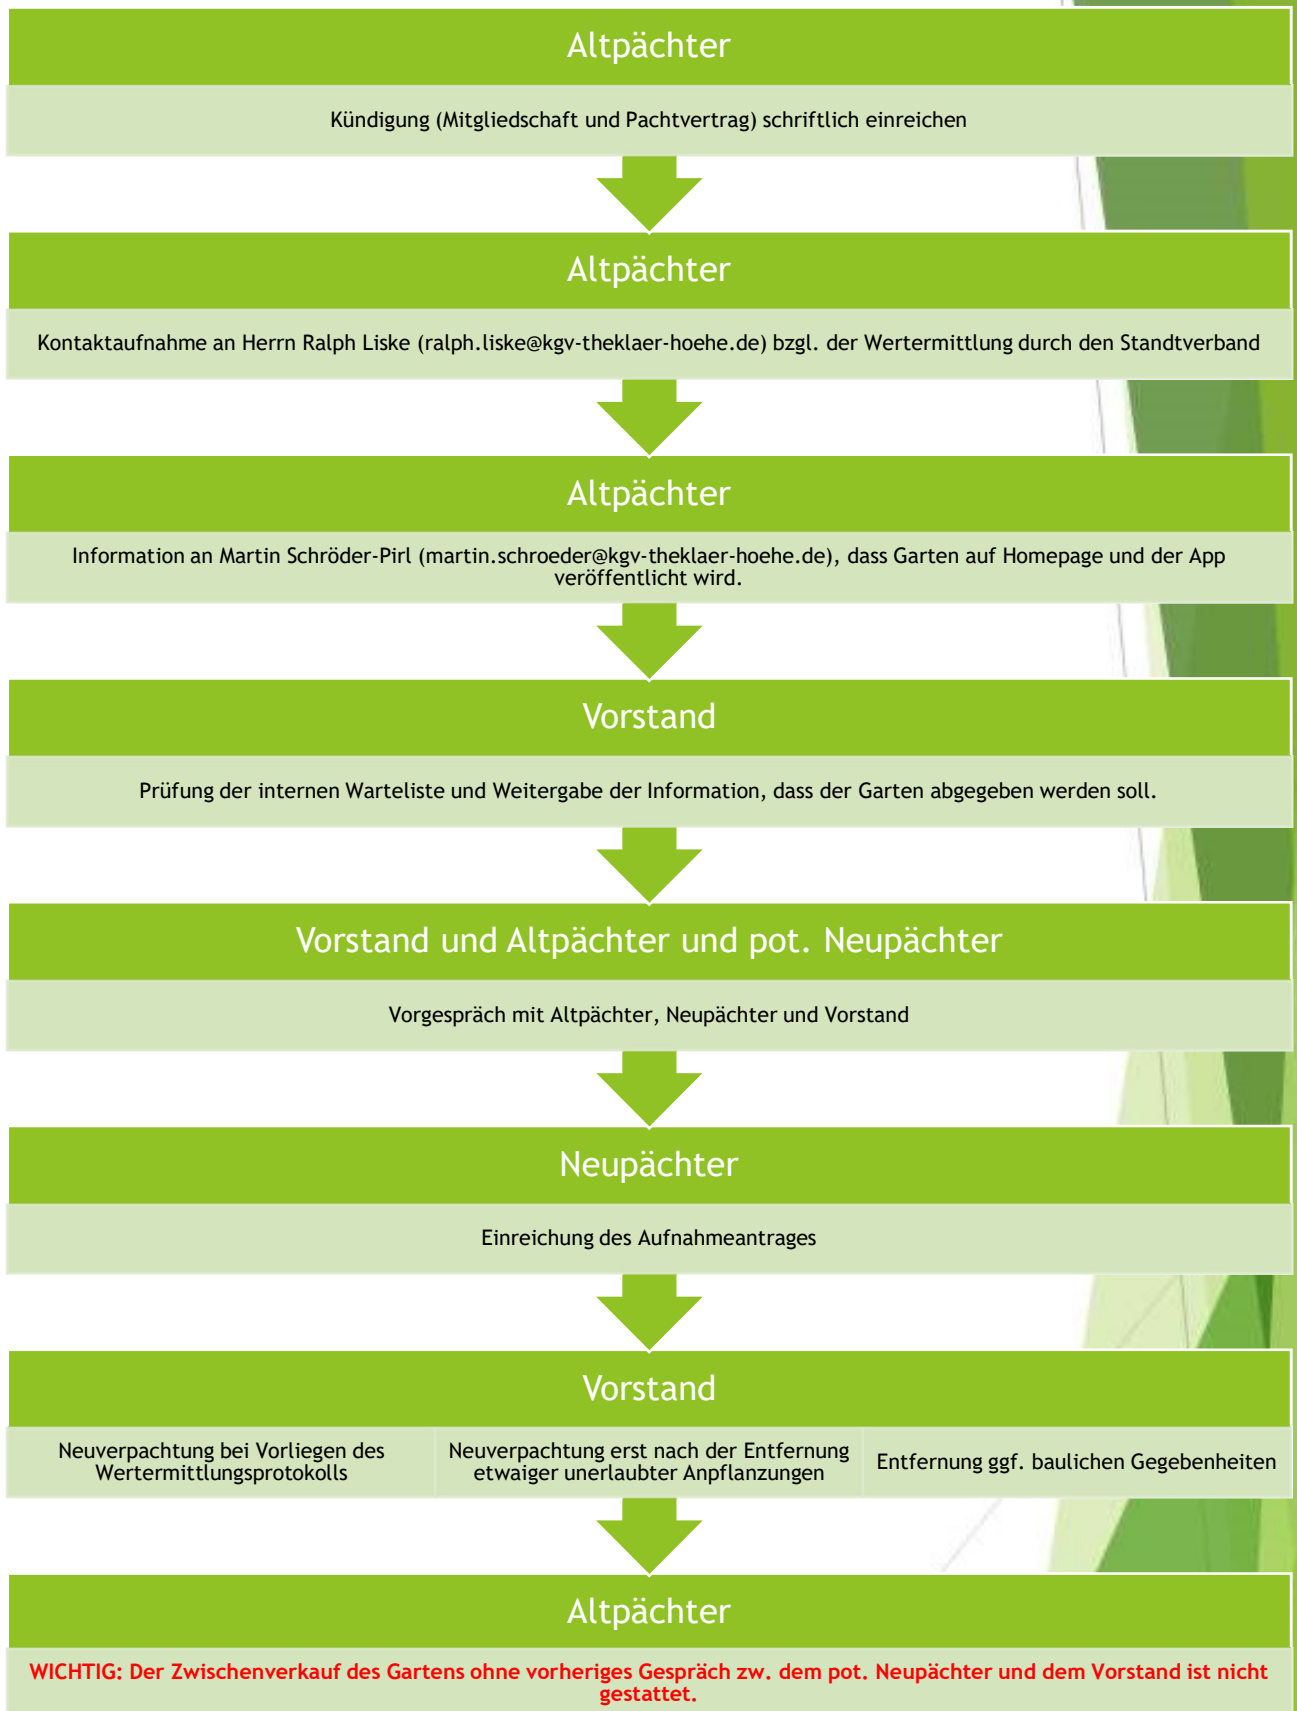 Altpächter
Kündigung (Mitgliedschaft und Pachtvertrag) schriftlich einreichen
Altpächter
Kontaktaufnahme an Herrn Ralph Liske (ralph.liske@kgv-theklaer-hoehe.de) bzgl. der Wertermittlung durch den Standtverband
Altpächter
Information an Martin Schröder-Pirl (martin.schroeder@kgv-theklaer-hoehe.de), dass Garten auf Homepage und der App
veröffentlicht wird.
Vorstand
Prüfung der internen Warteliste und Weitergabe der Information, dass der Garten abgegeben werden soll.
Vorstand und Altpächter und pot. Neupächter
Vorgespräch mit Altpächter, Neupächter und Vorstand
Neupächter
Einreichung des Aufnahmeantrages
Vorstand
Neuverpachtung bei Vorliegen des
Wertermittlungsprotokolls
Neuverpachtung erst nach der Entfernung
etwaiger unerlaubter Anpflanzungen
Entfernung ggf. baulichen Gegebenheiten
Altpächter
WICHTIG: Der Zwischenverkauf des Gartens ohne vorheriges Gespräch zw. dem pot. Neupächter und dem Vorstand ist nicht
gestattet.